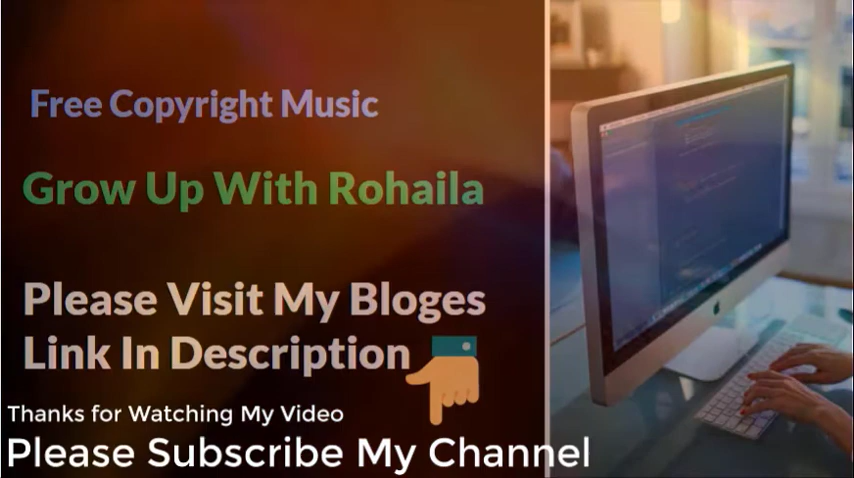 Free Copyright Music
Grow Up With Rohaila
Please Visit My Bloges
Link In Description
Thanks for Watching My Video
Please Subscribe My Channel